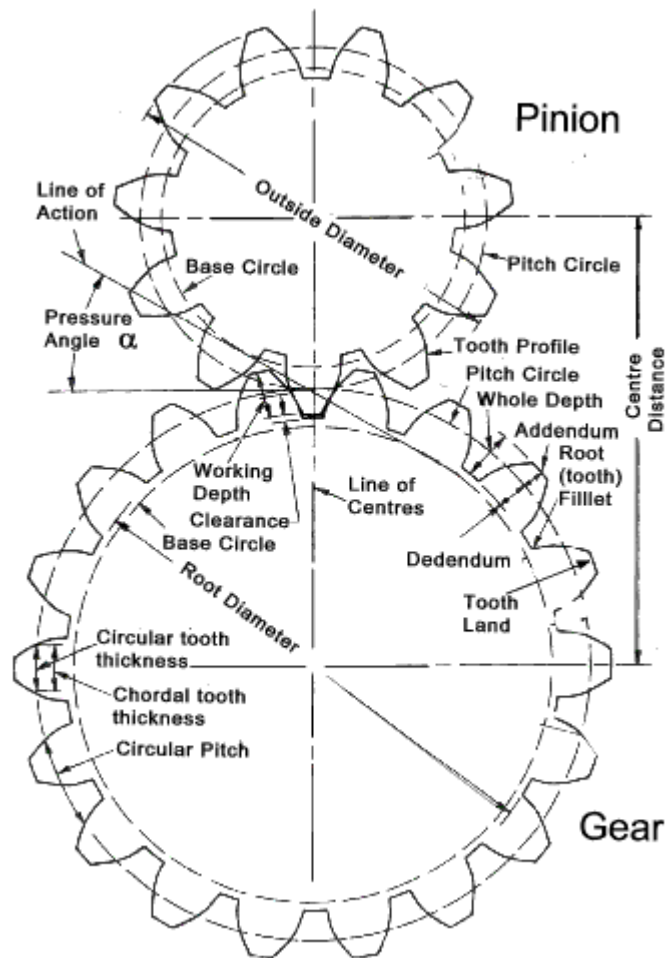 Pinion
Line of
Action
Outside Diameter
Base Circle
Pitch Circle
Pressure
Angle α
Tooth Profile
Pitch Circle
Whole Depth
Centre
Distance
Addendum
Root
(tooth)
Filllet
Working
Depth
Line of
Centres
Clearance
Base Circle
Dedendum
Root Diameter
Tooth
Land
Circular tooth
thickness
Chordal tooth
thickness
Circular Pitch
Gear